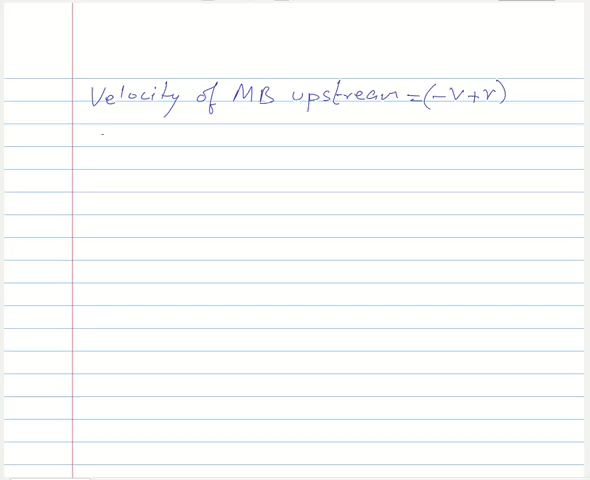 Velocity of MB upstream = (-V+r)